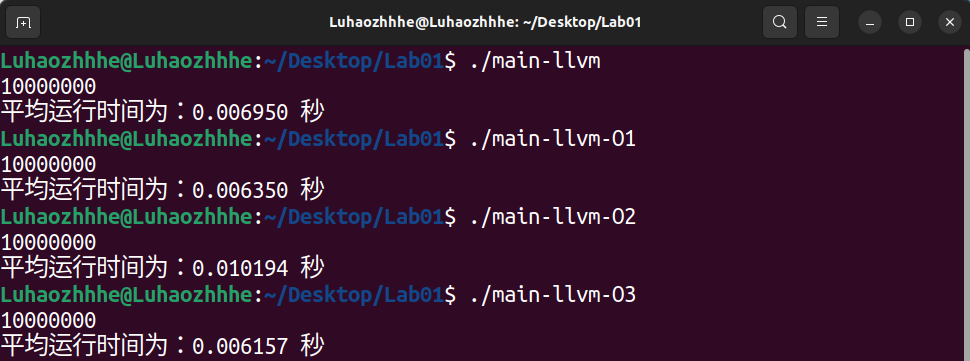 Luhaozhhhe@Luhaozhhhe: ~/Desktop/Lab01
Luhaozhhhe@Luhaozhhhe:~/Desktop/Lab01$ ./main-llvm
10000000
平均运行时间为：0.006950 秒
Luhaozhhhe@Luhaozhhhe:~/Desktop/Lab01$ ./main-llvm-O1
10000000
平均运行时间为：0.006350 秒
Luhaozhhhe@Luhaozhhhe:~/Desktop/Lab01$ ./main-llvm-O2
10000000
平均运行时间为：0.010194 秒
Luhaozhhhe@Luhaozhhhe:~/Desktop/Lab01$ ./main-llvm-O3
10000000
平均运行时间为：0.006157 秒